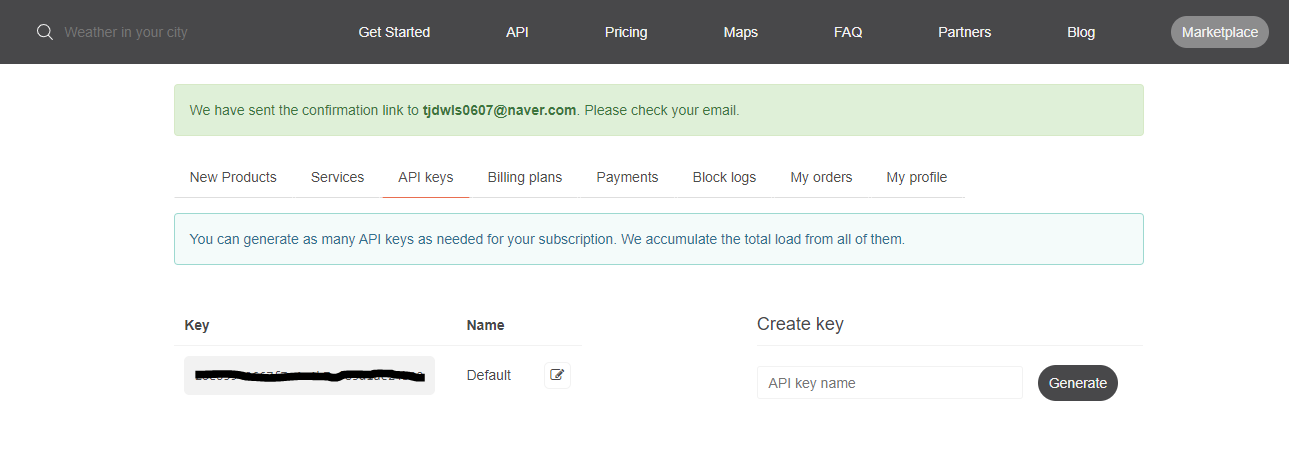 Weather in your city Get Started API Pricing Maps FAQ Partners Blog Marketplace
We have sent the confirmation link to tjdwls0607@naver.com. Please check your email.
New Products Services API keys Billing plans Payments Block logs My orders My profile
You can generate as many API keys as needed for your subscription. We accumulate the total load from all of them.
Key Name Create key
Default API key name Generate